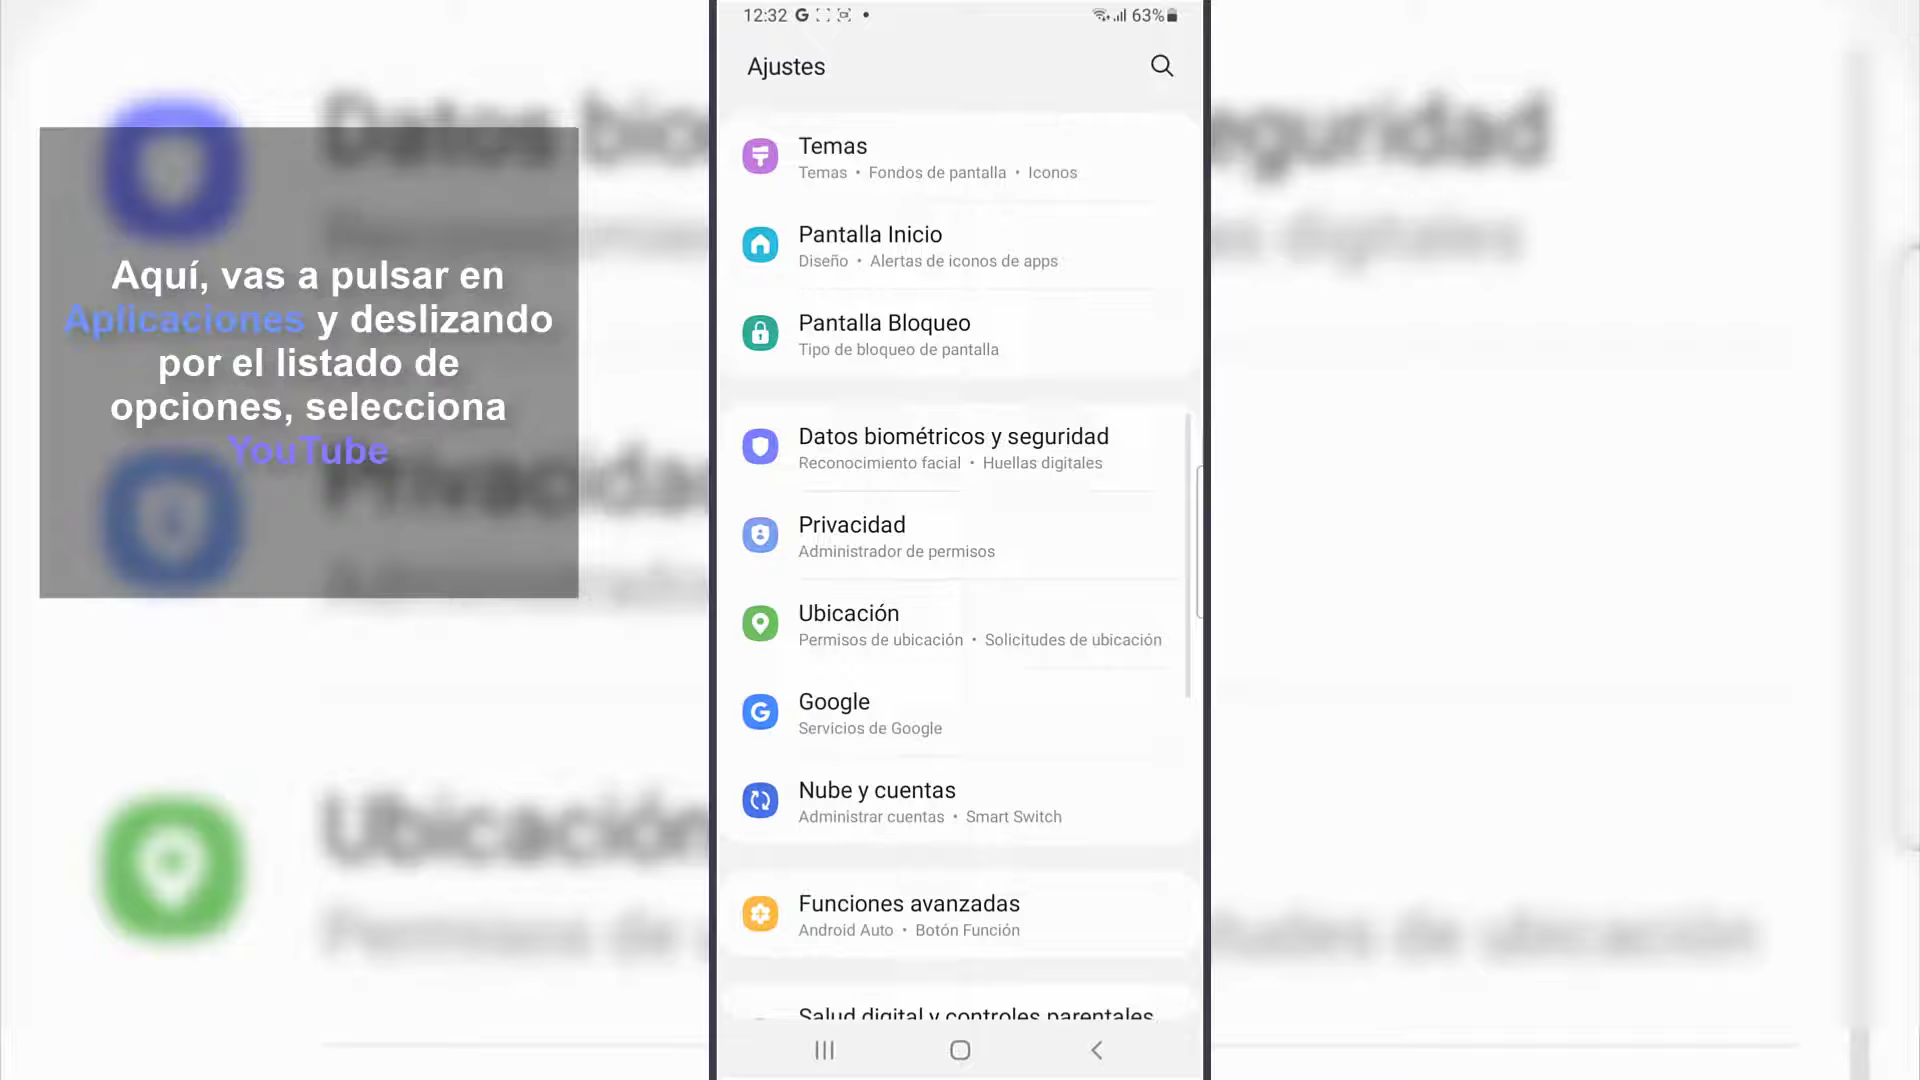 Aquí, vas a pulsar en
Aplicaciones y deslizando
por el listado de
opciones, selecciona
YouTube
12:32
63%
Ajustes
Temas
Temas • Fondos de pantalla • Iconos
Pantalla Inicio
Diseño • Alertas de iconos de apps
Pantalla Bloqueo
Tipo de bloqueo de pantalla
Datos biométricos y seguridad
Reconocimiento facial • Huellas digitales
Privacidad
Administrador de permisos
Ubicación
Permisos de ubicación • Solicitudes de ubicación
Google
Servicios de Google
Nube y cuentas
Administrar cuentas • Smart Switch
Funciones avanzadas
Android Auto • Botón Función
Salud digital y controles parentales